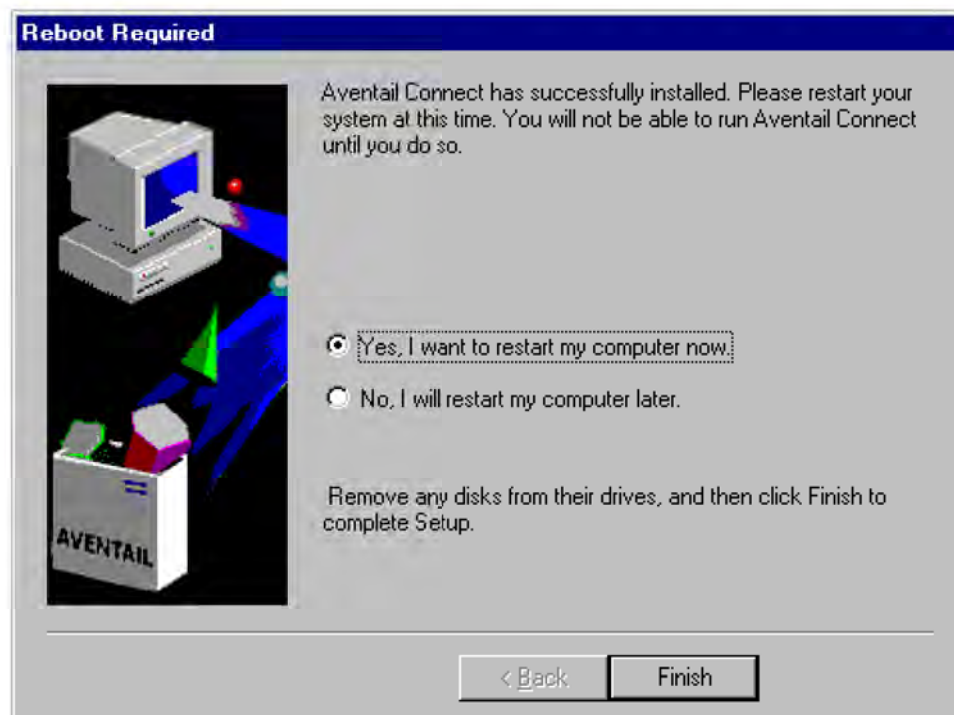 Reboot Required
Aventail Connect has successfully installed. Please restart your
system at this time. You will not be able to run Aventail Connect
until you do so.
Yes, I want to restart my computer now.
No, I will restart my computer later.
Remove any disks from their drives, and then click Finish to
complete Setup.
AVENTAIL
< Back
Finish